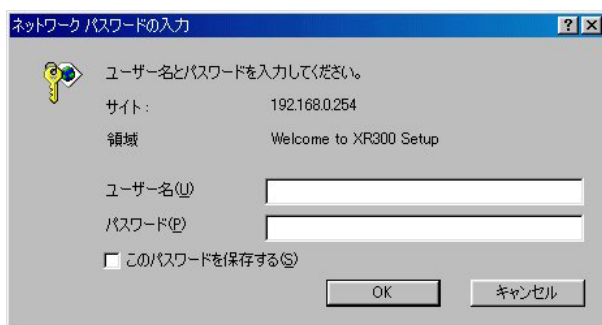 ネットワーク パスワードの入力
ユーザー名とパスワードを入力してください。
サイト: 192.168.0.254
領域 Welcome to XR300 Setup
ユーザー名(U)
パスワード(P)
このパスワードを保存する(S)
OK キャンセル